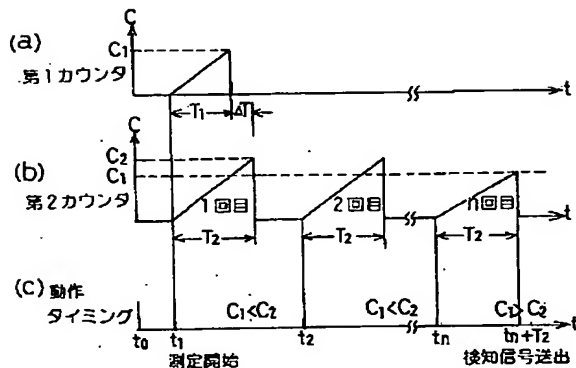 (a)
第1カウンタ
C
C1
T1
ΔT
t
(b)
第2カウンタ
C
C2
C1
1回目
2回目
n回目
T2
T2
T2
t
(c) 動作
タイミング
C1<C2
C1<C2
C1>C2
t
t0
t1
t2
tn
tn+T2
測定開始
検知信号送出